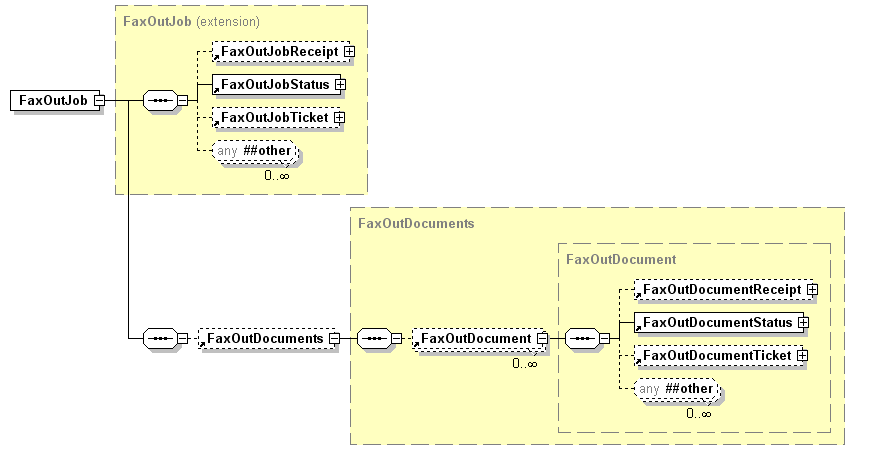 FaxOutJob (extension)
FaxOutJobReceipt
FaxOutJobStatus
FaxOutJob
FaxOutJobTicket
any ##other
0..∞
FaxOutDocuments
FaxOutDocument
FaxOutDocumentReceipt
FaxOutDocumentStatus
FaxOutDocuments
FaxOutDocument
0..∞
FaxOutDocumentTicket
any ##other
0..∞